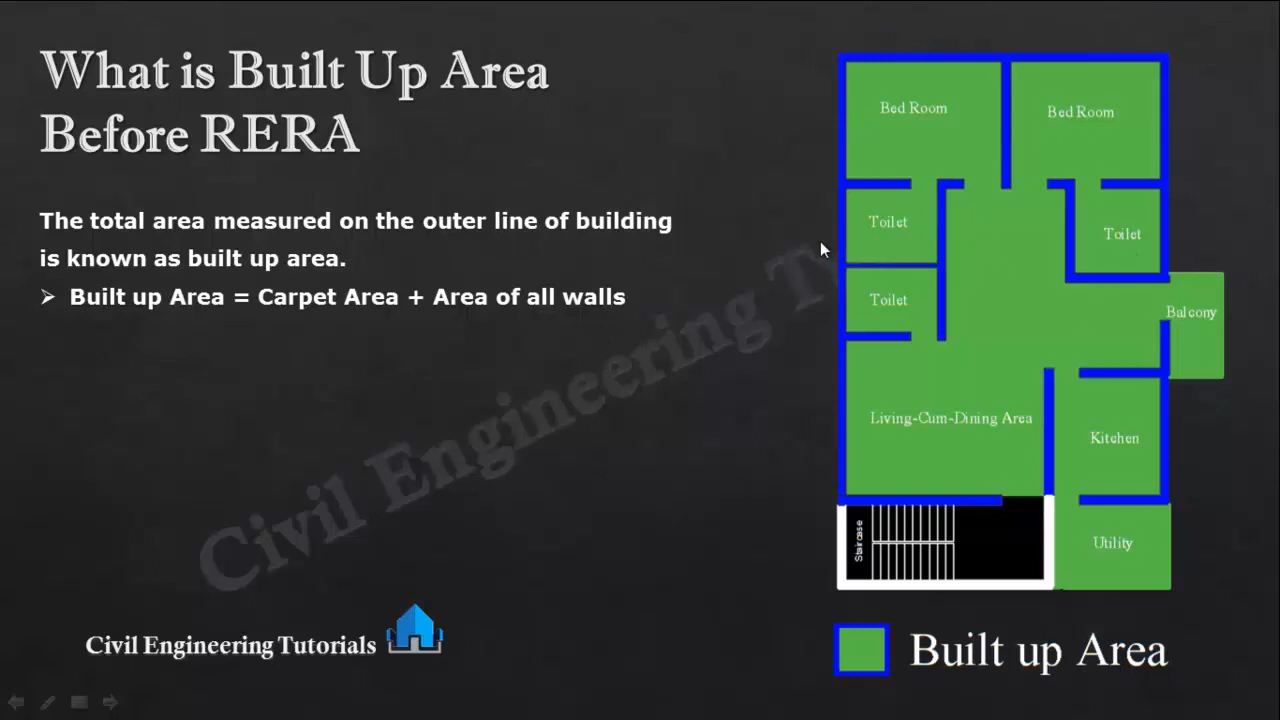 What is Built Up Area
Before RERA
The total area measured on the outer line of building
is known as built up area.
➢ Built up Area = Carpet Area + Area of all walls
Bed Room
Bed Room
Toilet
Toilet
Toilet
Balcony
Living-Cum-Dining Area
Kitchen
Staircase
Utility
Built up Area
Civil Engineering Tutorials
Civil Engineering